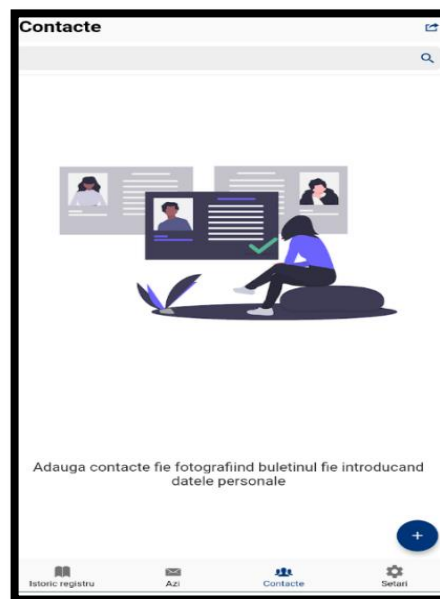 Contacte
Adauga contacte fie fotografiind buletinul fie introducand
datele personale
Istoric registru
Azi
Contacte
Setari